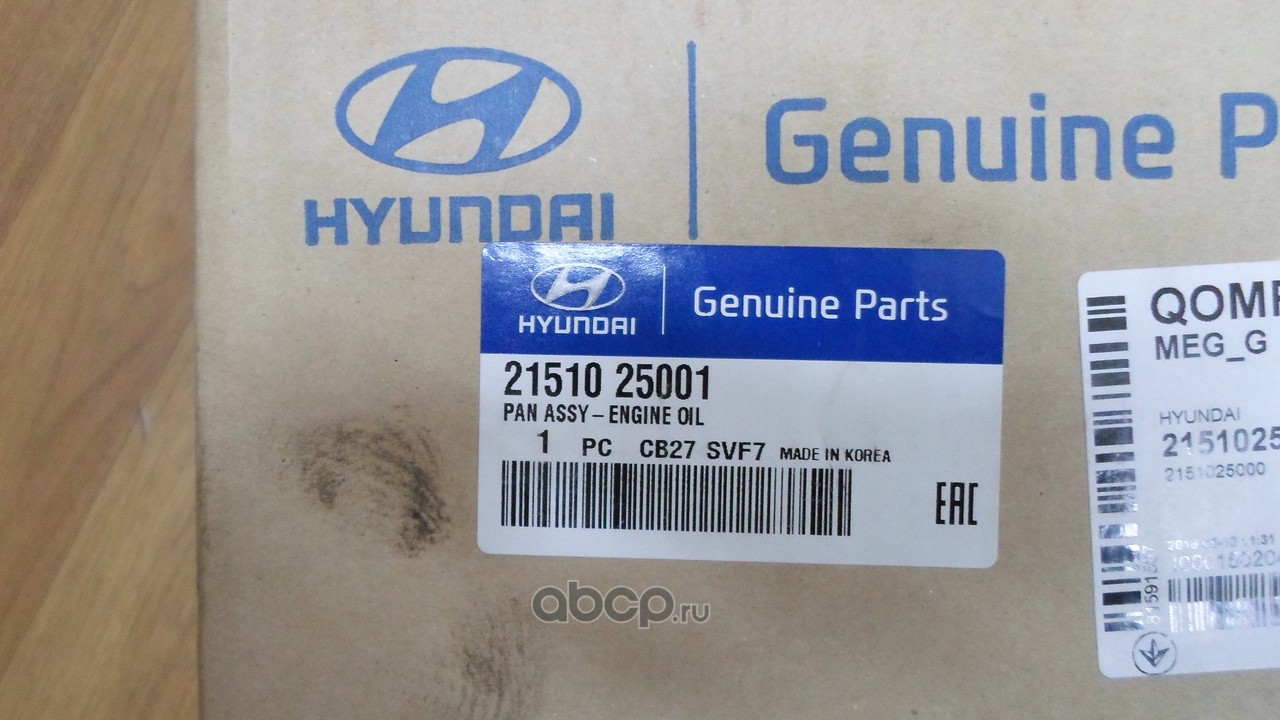 HYUNDAI
Genuine P
HYUNDAI
Genuine Parts
21510 25001
PAN ASSY – ENGINE OIL
1 PC CB27 SVF7 MADE IN KOREA
EAC
abcp.ru
MEG_G
HYUNDAI
2151025
2151025000